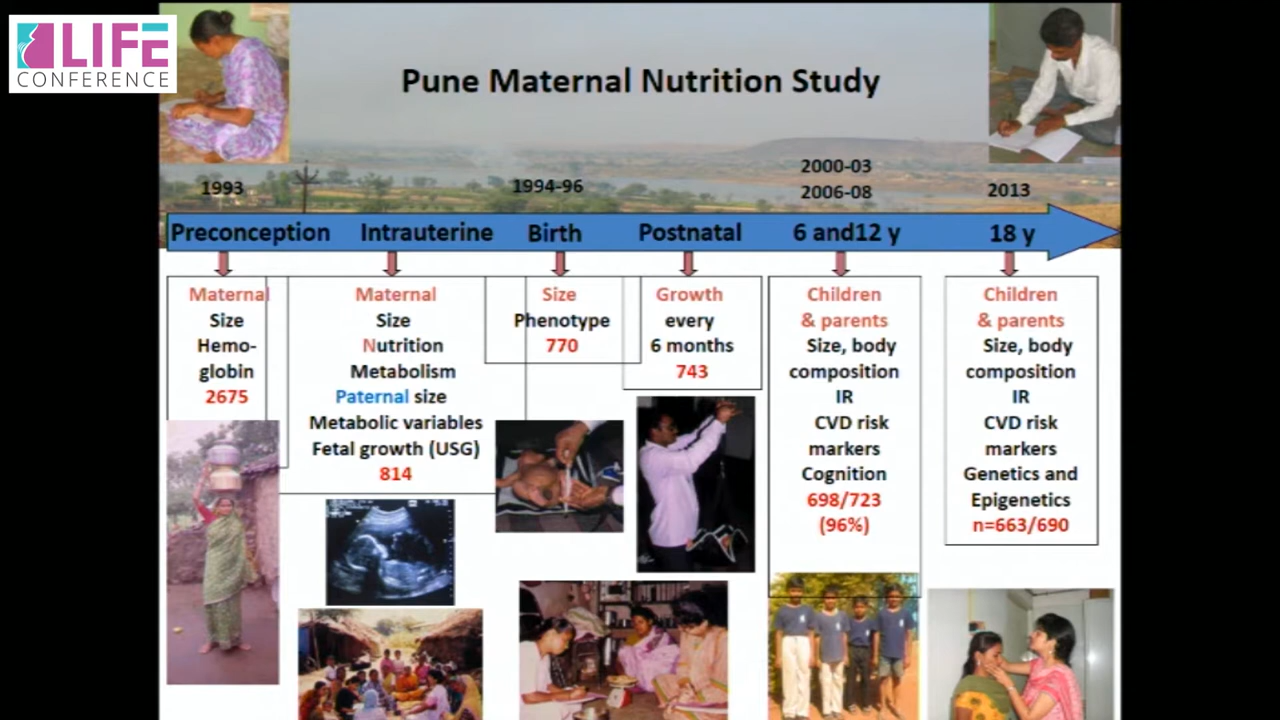 LIFE
CONFERENCE
Pune Maternal Nutrition Study
1993
1994-96
2000-03
2006-08
2013
Preconception
Intrauterine
Birth
Postnatal
6 and12 y
18 y
Maternal
Size
Hemo-
globin
2675
Maternal
Size
Nutrition
Metabolism
Paternal size
Metabolic variables
Fetal growth (USG)
814
Size
Phenotype
770
Growth
every
6 months
743
Children
& parents
Size, body
composition
IR
CVD risk
markers
Cognition
698/723
(96%)
Children
& parents
Size, body
composition
IR
CVD risk
markers
Genetics and
Epigenetics
n=663/690